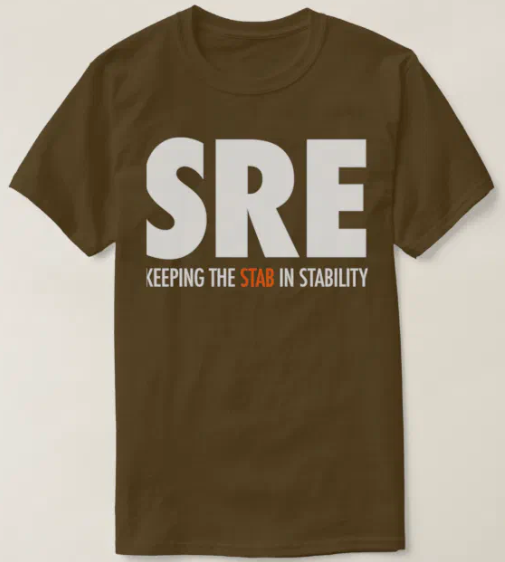 SRE
KEEPING THE STAB IN STABILITY